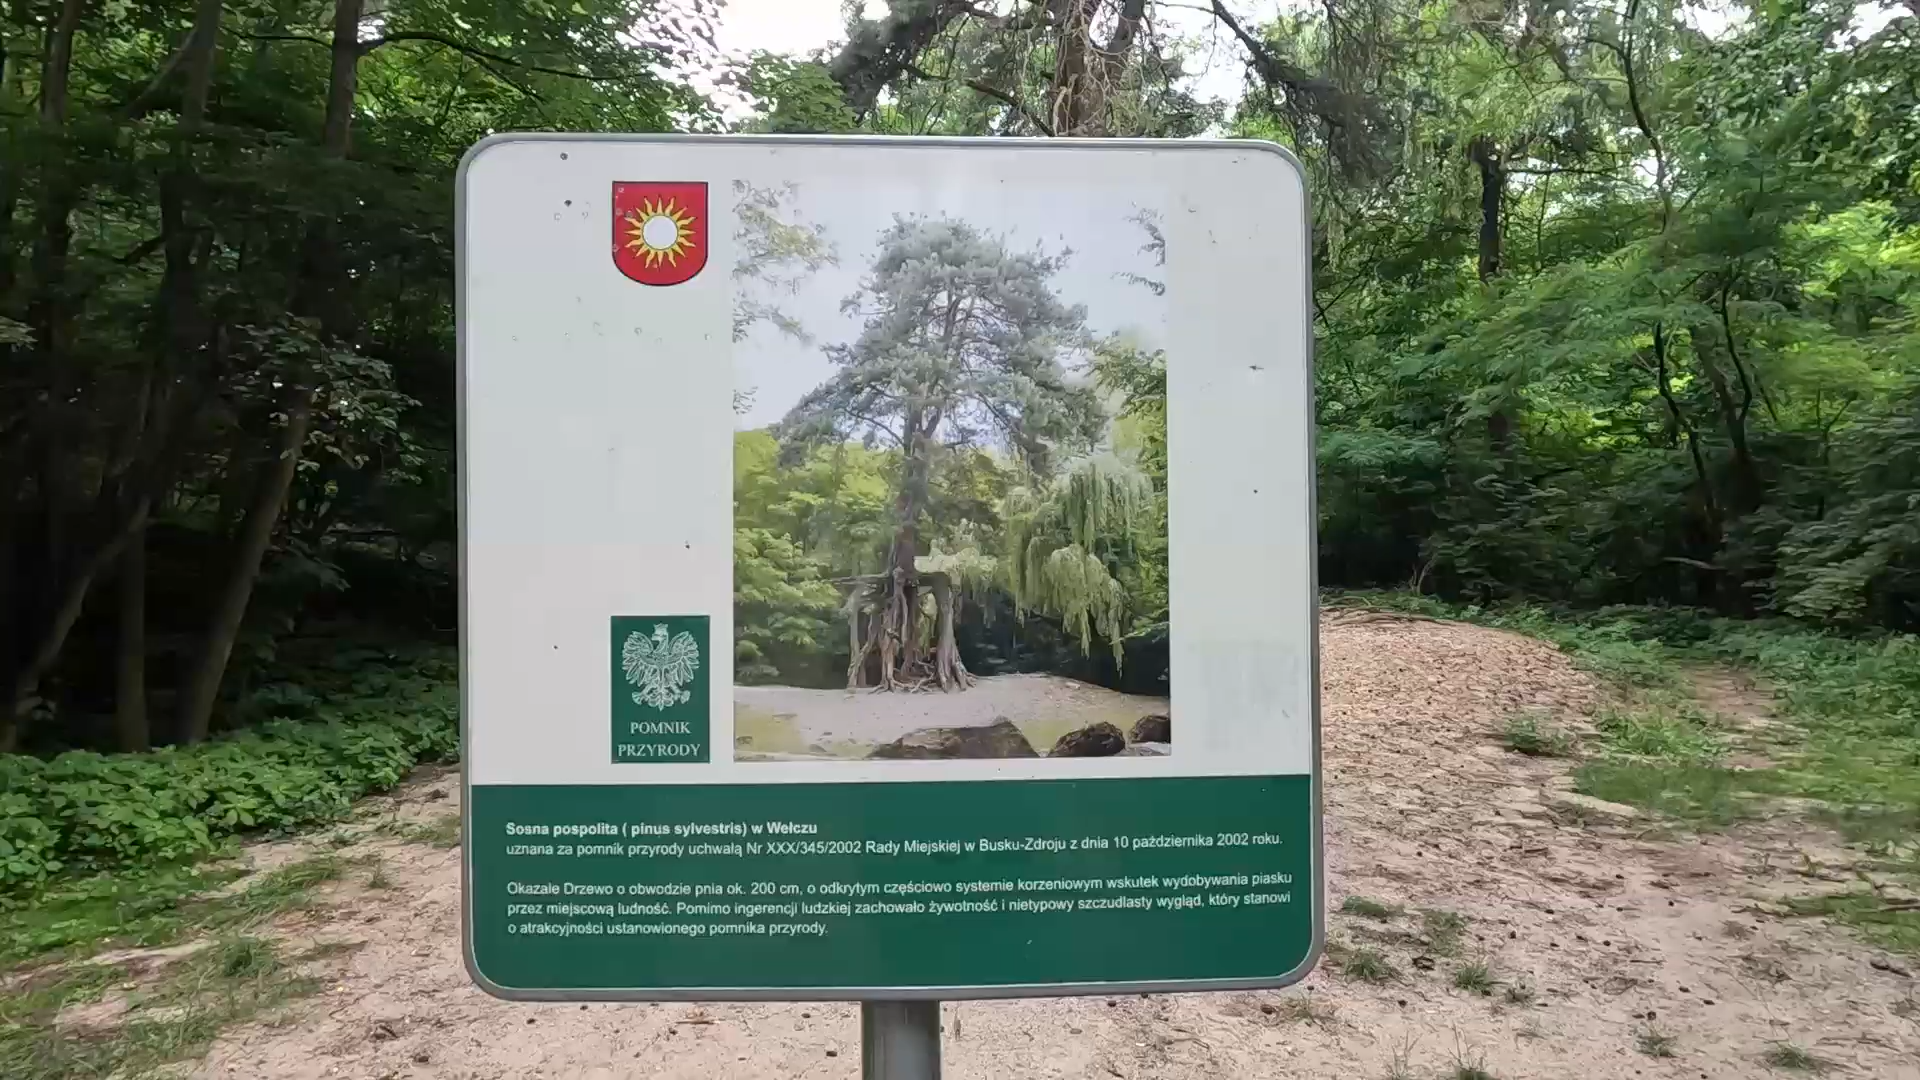 POMNIK
PRZYRODY
Sosna pospolita ( pinus sylvestris) w Wełczu
uznana za pomnik przyrody uchwałą Nr XXX/345/2002 Rady Miejskiej w Busku-Zdroju z dnia 10 października 2002 roku.
Okazałe Drzewo o obwodzie pnia ok. 200 cm, o odkrytym częściowo systemie korzeniowym wskutek wydobywania piasku
przez miejscową ludność. Pomimo ingerencji ludzkiej zachowało żywotność i nietypowy szczudlasty wygląd, który stanowi
o atrakcyjności ustanowionego pomnika przyrody.